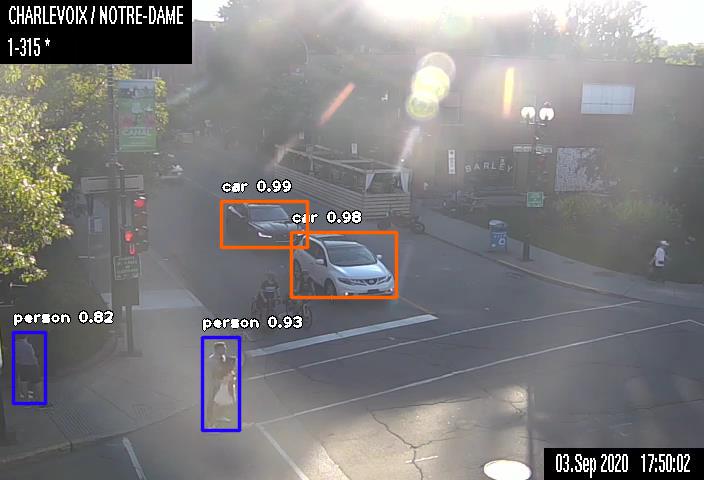 CHARLEVOIX / NOTRE-DAME
1-315 *
CANAL
car 0.99
car 0.98
BARLEY
person 0.82
person 0.93
03.Sep 2020 17:50:02